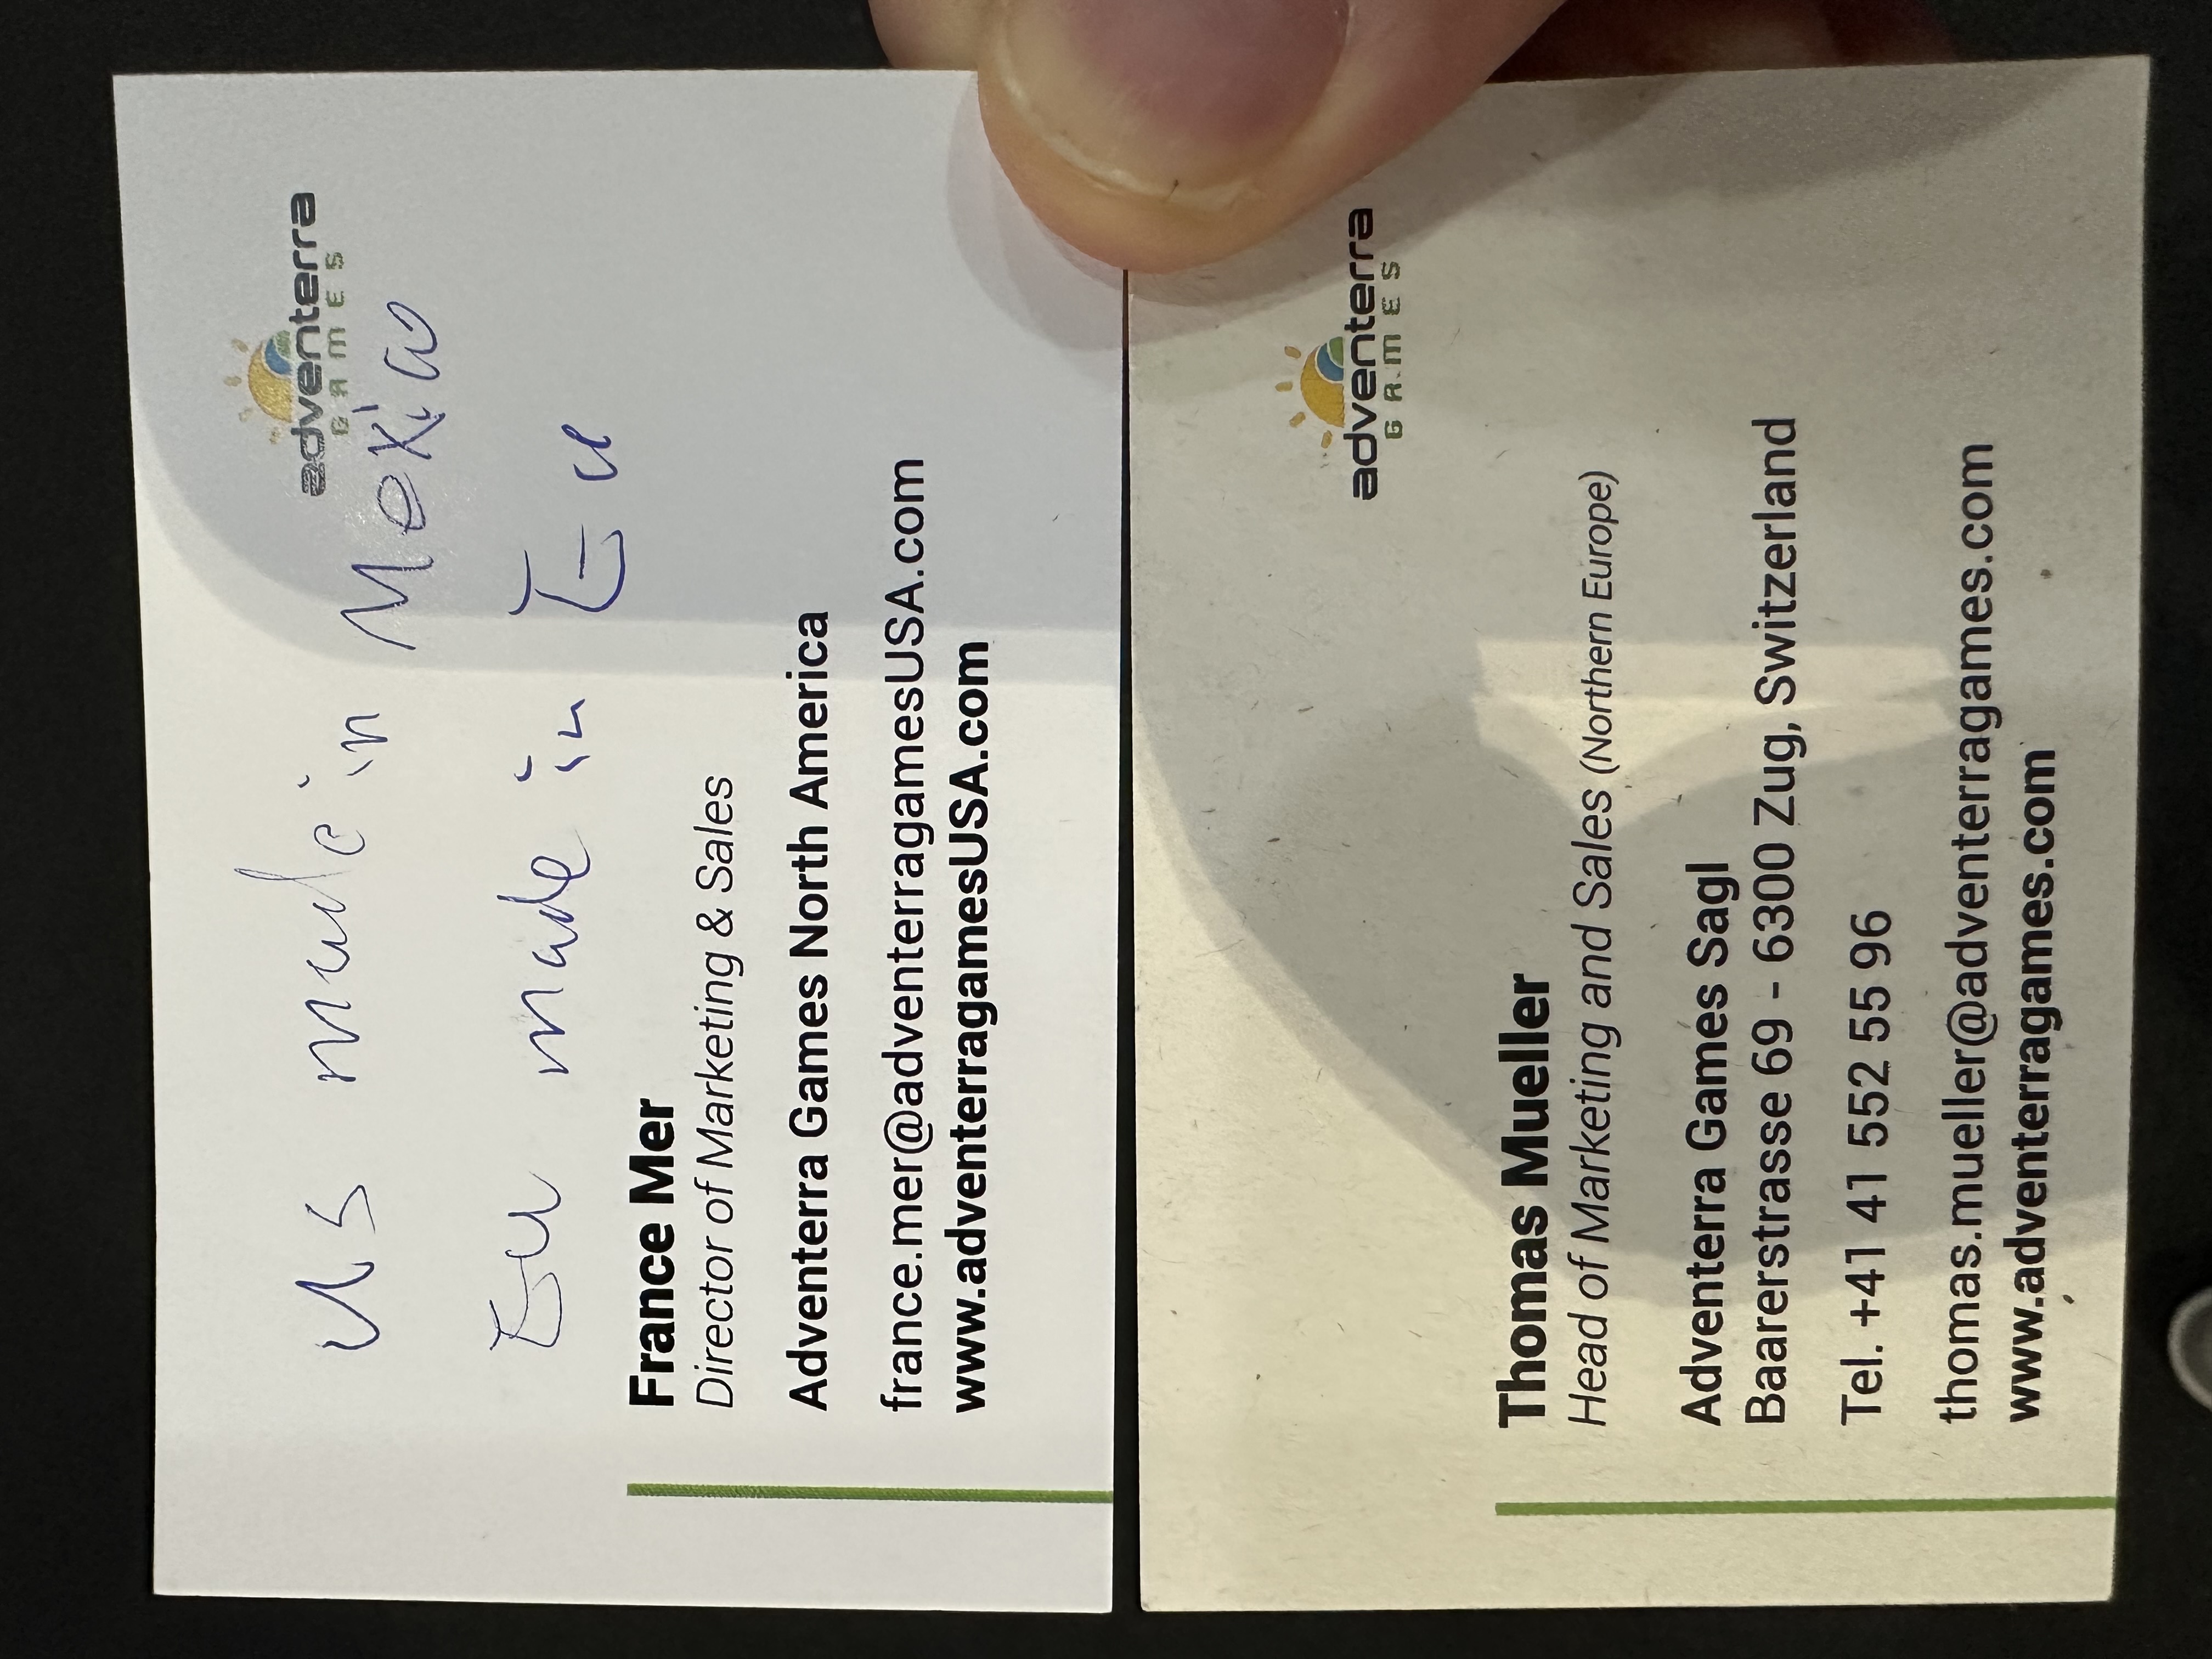 adventerra
GAMES
US made in Mexico
EU made in EU
France Mer
Director of Marketing & Sales
Adventerra Games North America
france.mer@adventerragamesUSA.com
www.adventerragamesUSA.com
adventerra
GAMES
Thomas Mueller
Head of Marketing and Sales (Northern Europe)
Adventerra Games Sagl
Baarerstrasse 69 - 6300 Zug, Switzerland
Tel. +41 41 552 55 96
thomas.mueller@adventerragames.com
www.adventerragames.com